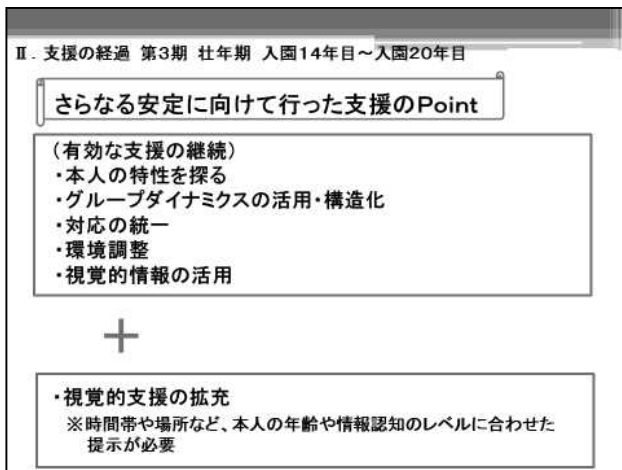 Ⅱ．支援の経過 第3期 壮年期 入園14年目～入園20年目
さらなる安定に向けて行った支援のPoint
（有効な支援の継続）
・本人の特性を探る
・グループダイナミクスの活用・構造化
・対応の統一
・環境調整
・視覚的情報の活用
＋
・視覚的支援の拡充
※時間帯や場所など、本人の年齢や情報認知のレベルに合わせた
提示が必要